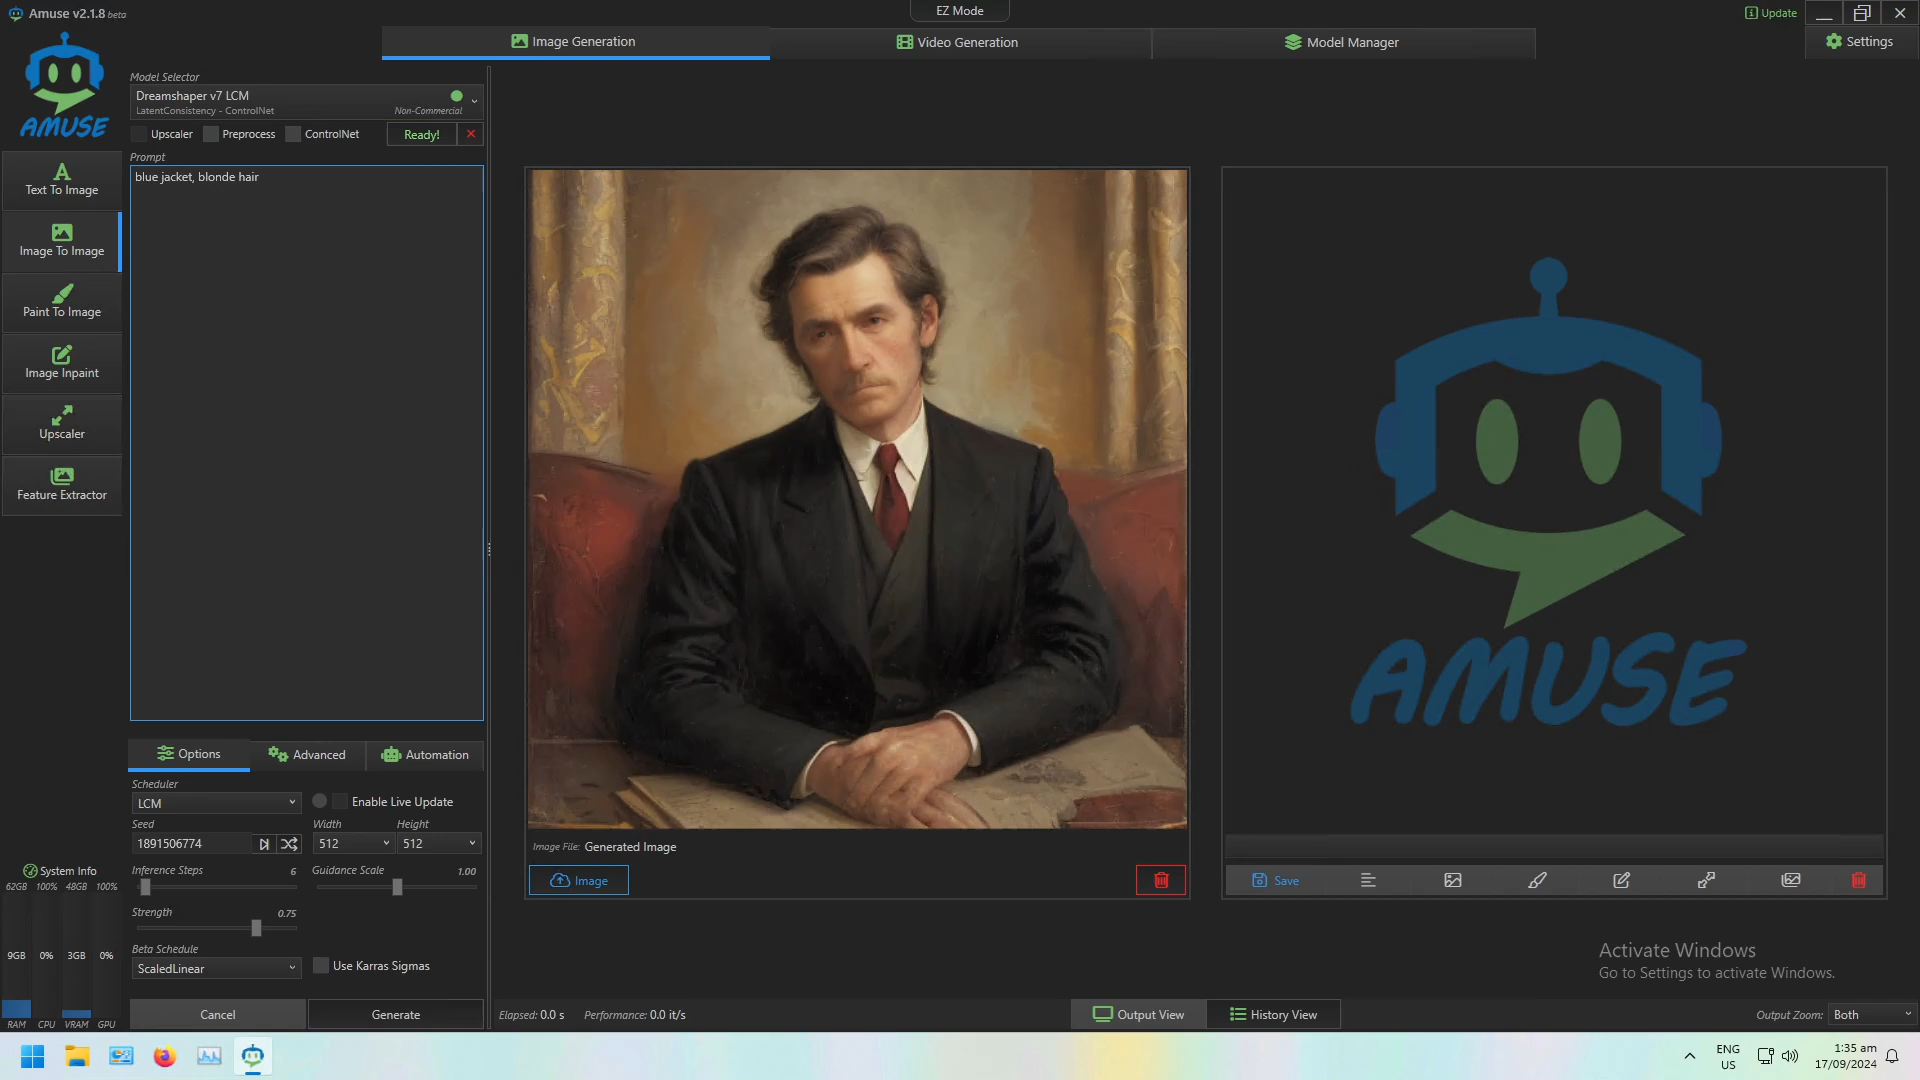 Amuse v2.1.8 beta
EZ Mode
Update
Image Generation
Video Generation
Model Manager
Settings
AMUSE
Model Selector
Dreamshaper v7 LCM
LatentConsistency - ControlNet
Non-Commercial
Upscaler
Preprocess
ControlNet
Ready!
Prompt
blue jacket, blonde hair
Text To Image
Image To Image
Paint To Image
Image Inpaint
Upscaler
Feature Extractor
AMUSE
Options
Advanced
Automation
Scheduler
LCM
Enable Live Update
Seed
Width
Height
1891506774
512
512
Inference Steps
6
Guidance Scale
1.00
Strength
0.75
Beta Schedule
ScaledLinear
Use Karras Sigmas
Cancel
Generate
System Info
62GB 100% 48GB 100%
9GB 0% 3GB 0%
RAM CPU VRAM GPU
Image File: Generated Image
Image
Save
Activate Windows
Go to Settings to activate Windows.
Elapsed: 0.0 s
Performance: 0.0 it/s
Output View
History View
Output Zoom: Both
ENG
US
1:35 am
17/09/2024